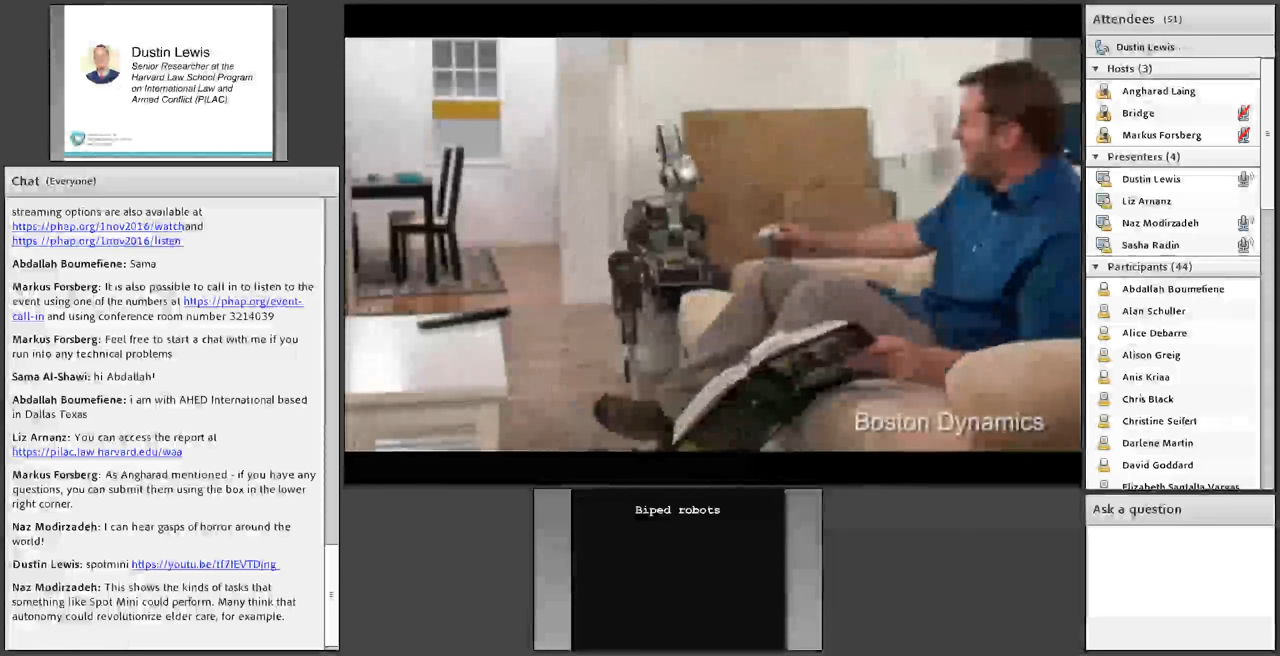 Dustin Lewis
Senior Researcher at the
Harvard Law School Program
on International Law and
Armed Conflict (PILAC)
Chat (Everyone)
streaming options are also available at
https://phap.org/1nov2016/watchand
https://phap.org/1nov2016/listen
Abdallah Boumefiene: Sama
Markus Forsberg: It is also possible to call in to listen to the
event using one of the numbers at https://phap.org/event-
call-in and using conference room number 3214039
Markus Forsberg: Feel free to start a chat with me if you
run into any technical problems
Sama Al-Shawi: hi Abdallah!
Abdallah Boumefiene: i am with AHED International based
in Dallas Texas
Liz Arnanz: You can access the report at
https://pilac.law.harvard.edu/waa
Markus Forsberg: As Angharad mentioned - if you have any
questions, you can submit them using the box in the lower
right corner.
Naz Modirzadeh: I can hear gasps of horror around the
world!
Dustin Lewis: spotmini
Naz Modirzadeh: This shows the kinds of tasks that
something like Spot Mini could perform. Many think that
autonomy could revolutionize elder care, for example.
Boston Dynamics
Biped robots
Attendees (51)
Dustin Lewis
Hosts (3)
Angharad Laing
Bridge
Markus Forsberg
Presenters (4)
Dustin Lewis
Liz Arnanz
Naz Modirzadeh
Sasha Radin
Participants (44)
Abdallah Boumefiene
Alan Schuller
Alice Debarre
Alison Greig
Anis Kriaa
Chris Black
Christine Seifert
Darlene Martin
David Goddard
Ask a question